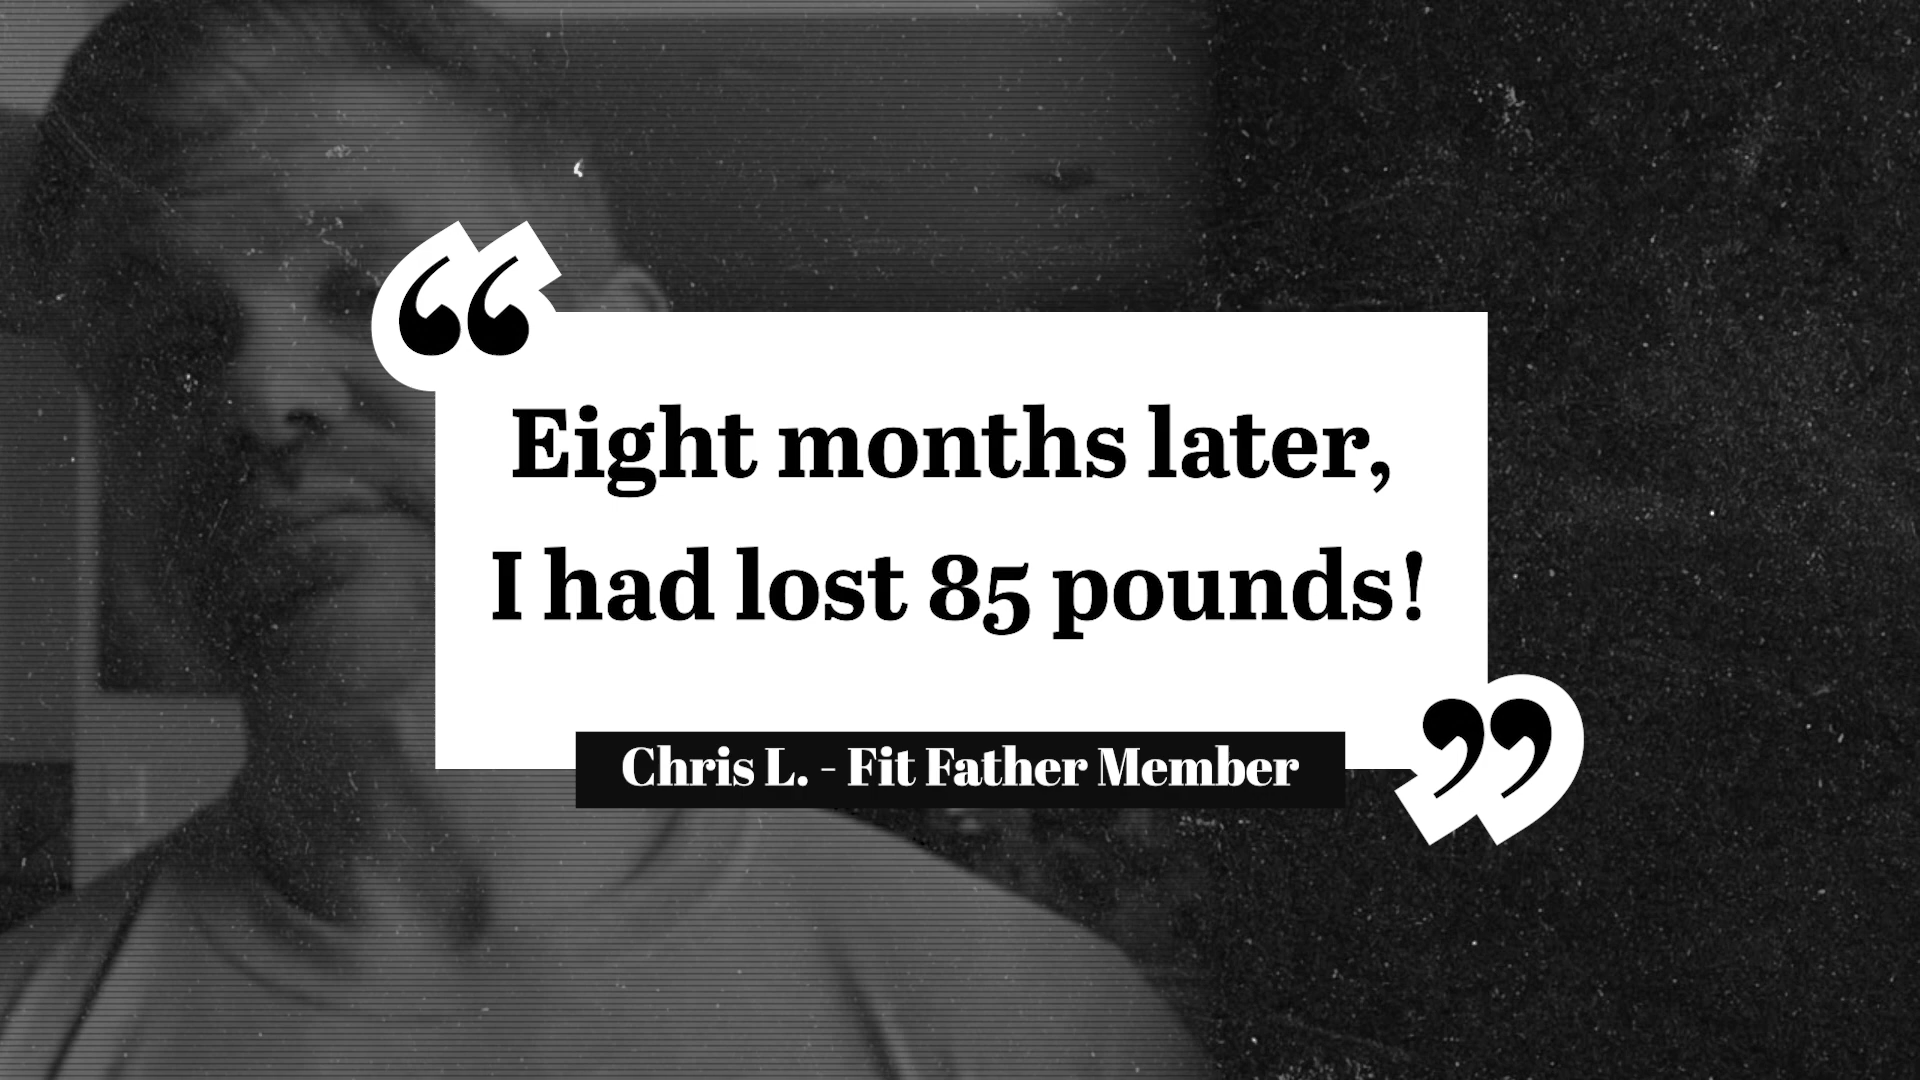 “
Eight months later,
I had lost 85 pounds!
”
Chris L. - Fit Father Member